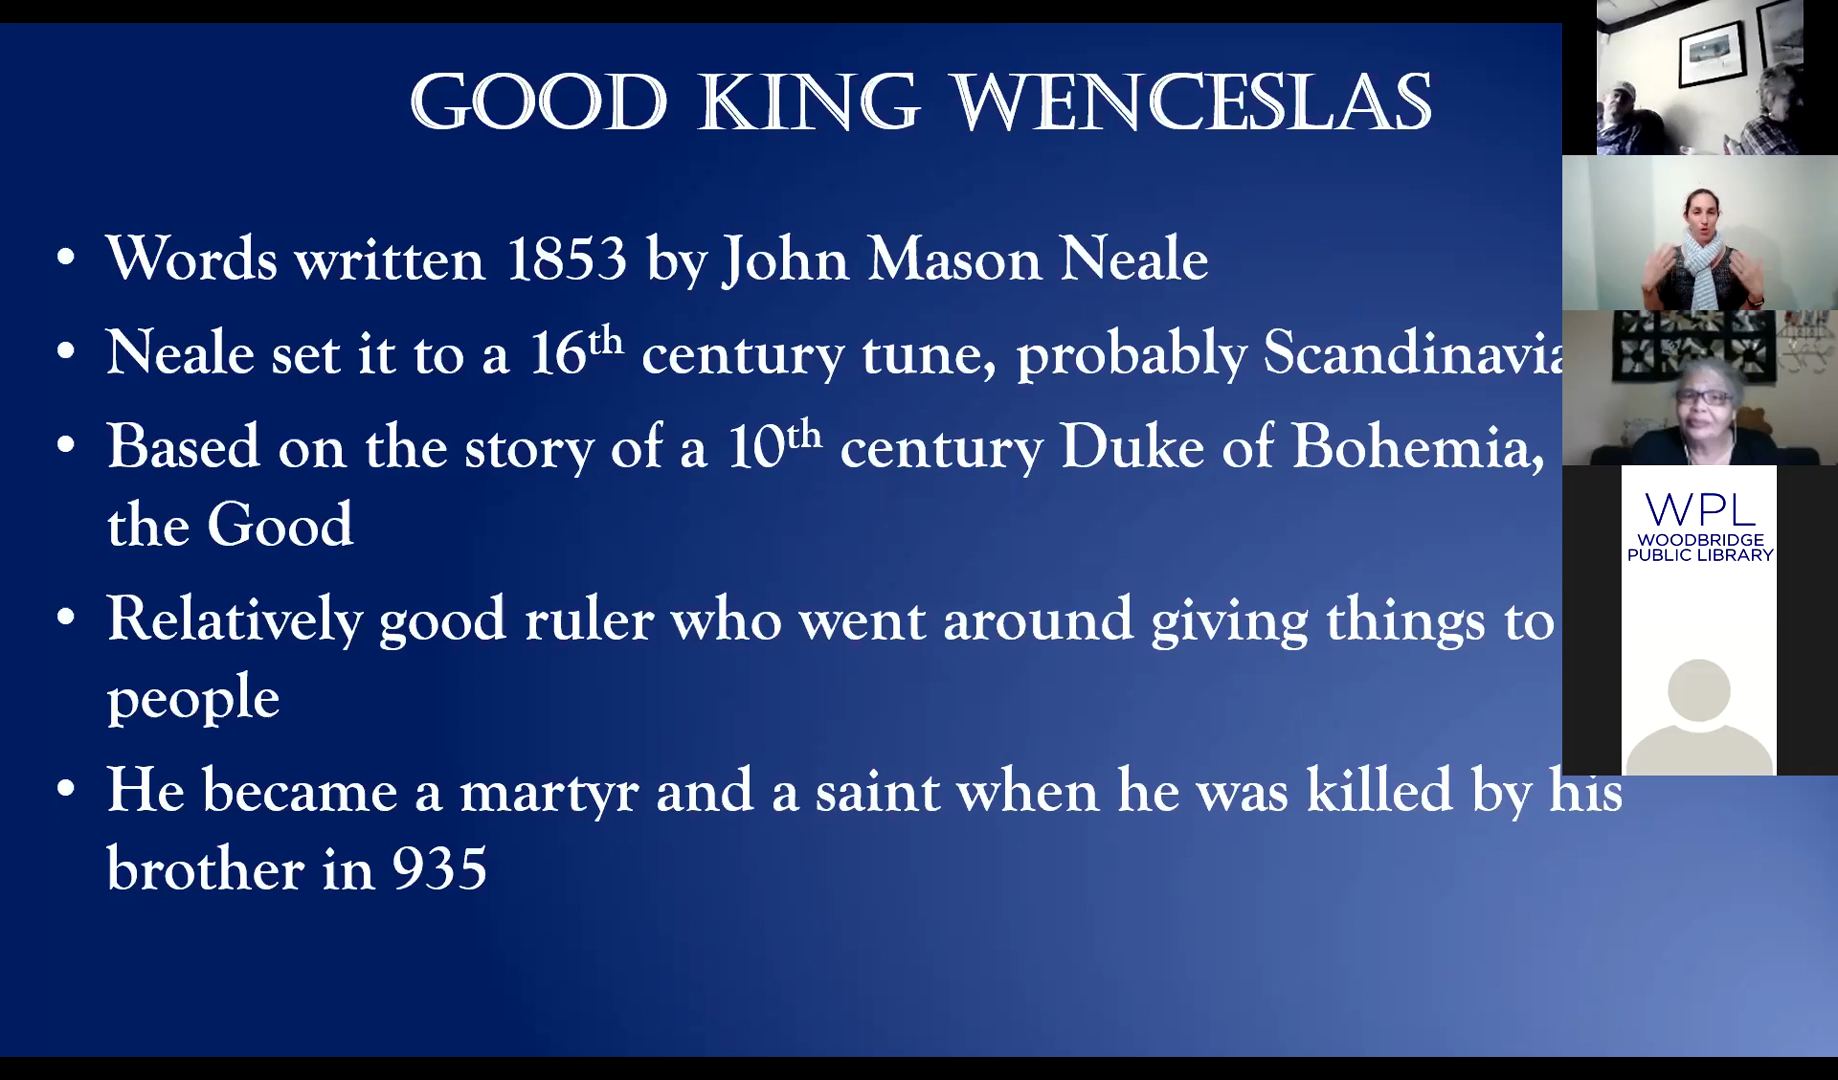 GOOD KING WENCESLAS
• Words written 1853 by John Mason Neale
• Neale set it to a 16th century tune, probably Scandinavia
• Based on the story of a 10th century Duke of Bohemia,
the Good
• Relatively good ruler who went around giving things to
people
• He became a martyr and a saint when he was killed by his
brother in 935
WPL
WOODBRIDGE
PUBLIC LIBRARY